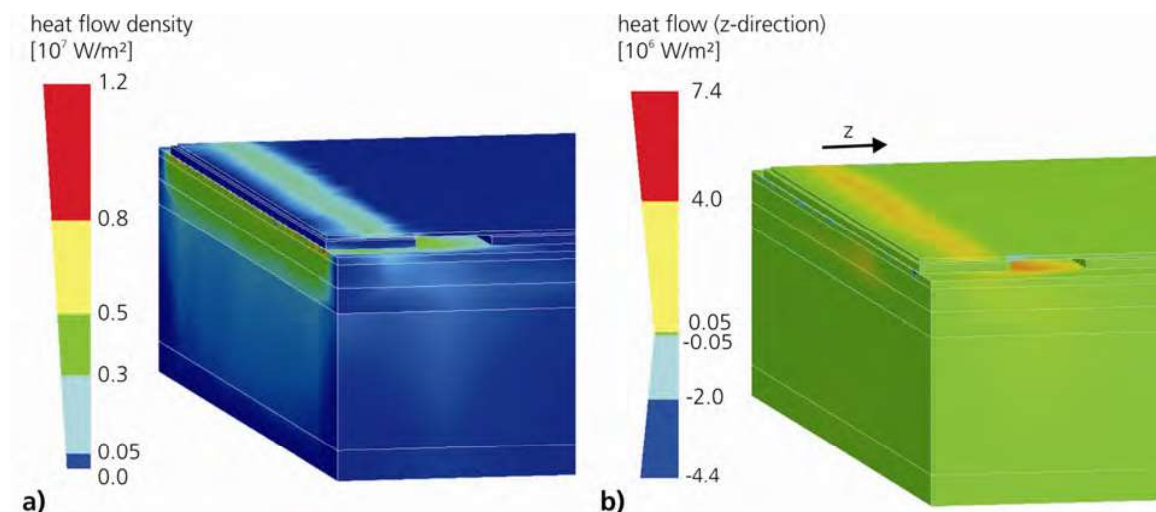 heat flow density
[10⁷ W/m²]
1.2
0.8
0.5
0.3
0.05
0.0
a)
heat flow (z-direction)
[10⁶ W/m²]
7.4
z
4.0
0.05
-0.05
-2.0
-4.4
b)